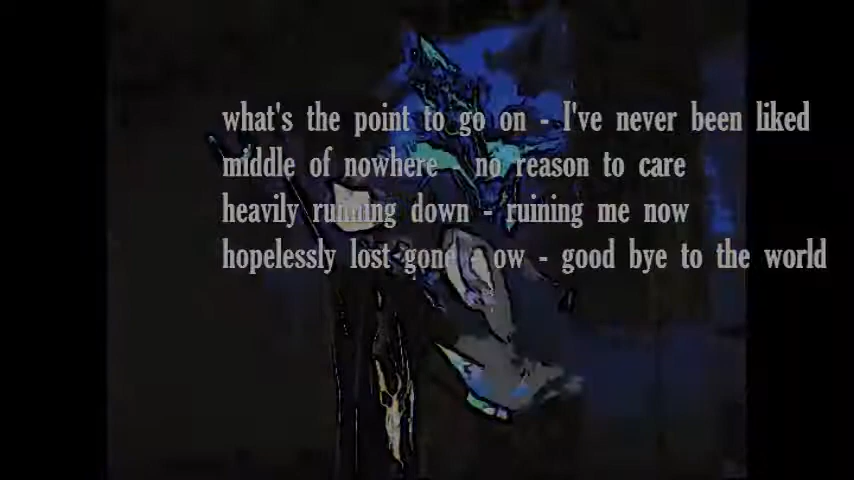 what's the point to go on - I've never been liked
middle of nowhere no reason to care
heavily running down - ruining me now
hopelessly lost gone - ow - good bye to the world